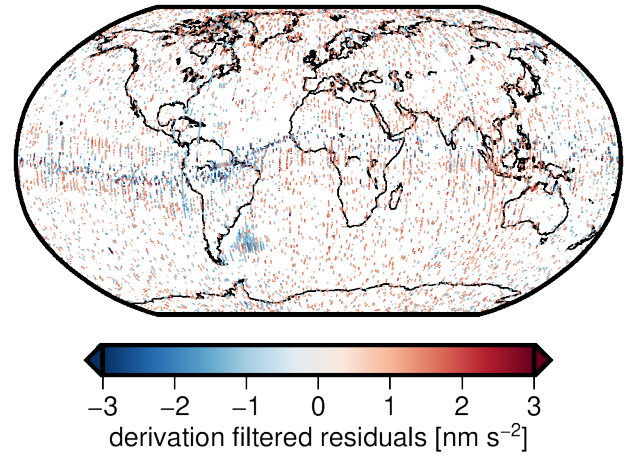 −3 −2 −1 0 1 2 3
derivation filtered residuals [nm s⁻²]